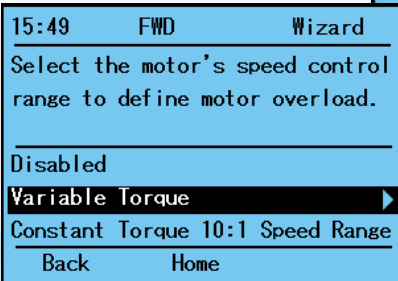 15:49 FWD Wizard
Select the motor's speed control
range to define motor overload.
Disabled
Variable Torque
Constant Torque 10:1 Speed Range
Back Home